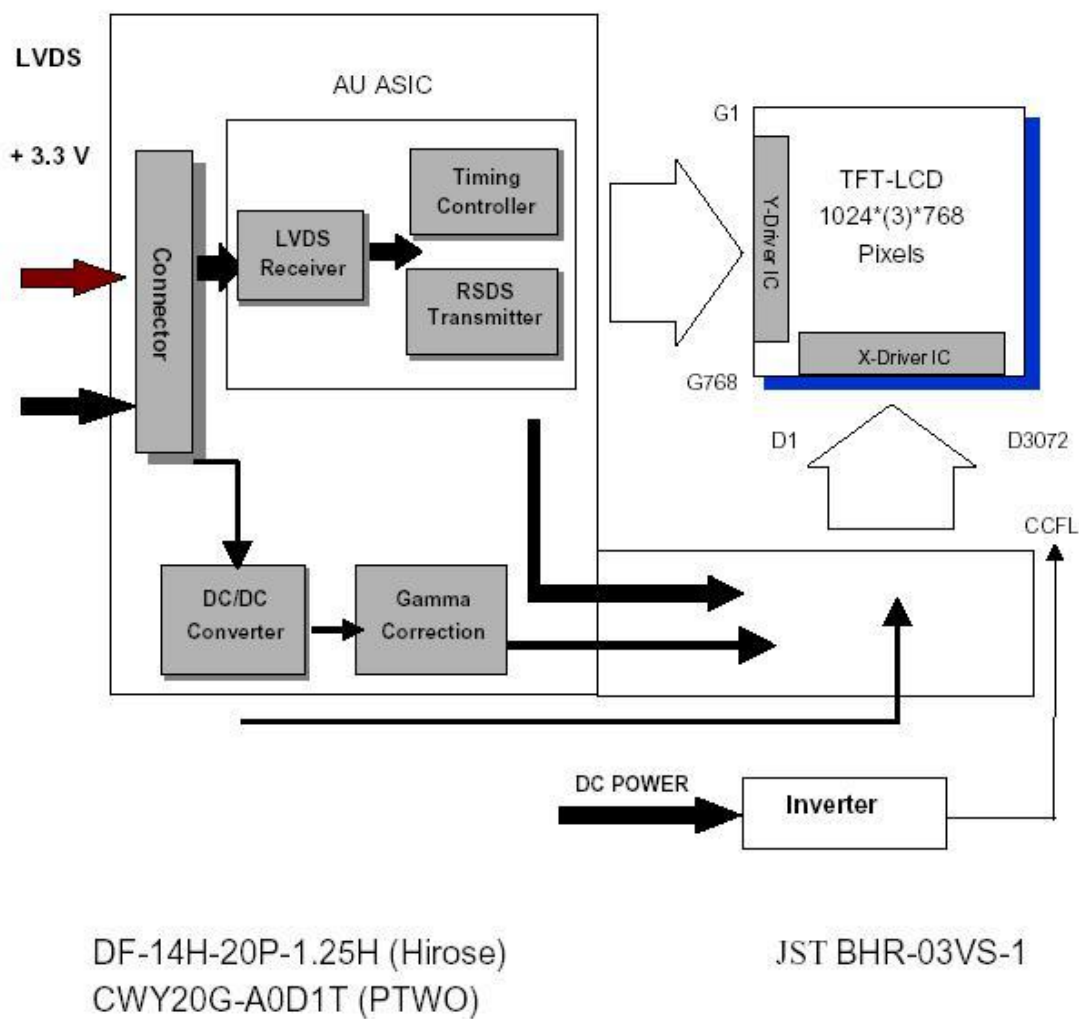 LVDS
+ 3.3 V
AU ASIC
Connector
LVDS
Receiver
Timing
Controller
RSDS
Transmitter
DC/DC
Converter
Gamma
Correction
G1
G768
Y-Driver IC
TFT-LCD
1024*(3)*768
Pixels
X-Driver IC
D1
D3072
CCFL
DC POWER
Inverter
DF-14H-20P-1.25H (Hirose)
CWY20G-A0D1T (PTWO)
JST BHR-03VS-1